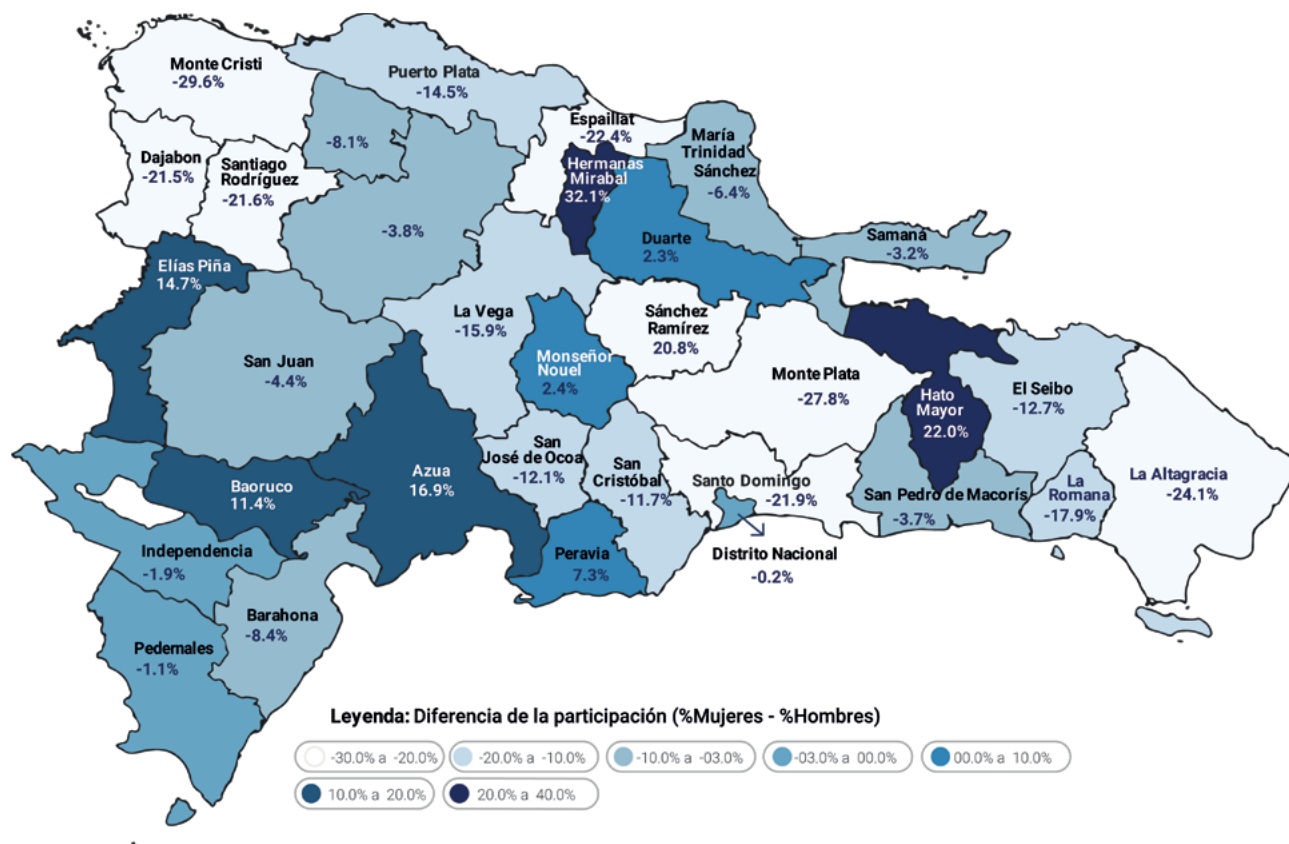 Monte Cristi
-29.6%
Puerto Plata
-14.5%
Espaillat
-22.4%
María
Trinidad
Sánchez
-6.4%
Dajabon
-21.5%
Santiago
Rodríguez
-21.6%
-8.1%
Hermanas
Mirabal
32.1%
-3.8%
Duarte
2.3%
Samaná
-3.2%
Elías Piña
14.7%
La Vega
-15.9%
Sánchez
Ramírez
20.8%
San Juan
-4.4%
Monseñor
Nouel
2.4%
Monte Plata
-27.8%
Hato
Mayor
22.0%
El Seibo
-12.7%
San
José de Ocoa
-12.1%
San
Cristóbal
-11.7%
Azua
16.9%
Baoruco
11.4%
Santo Domingo
-21.9%
San Pedro de Macorís
-3.7%
La
Romana
-17.9%
La Altagracia
-24.1%
Independencia
-1.9%
Peravia
7.3%
Distrito Nacional
-0.2%
Barahona
-8.4%
Pedemales
-1.1%
Leyenda: Diferencia de la participación (%Mujeres - %Hombres)
-30.0% a -20.0%
-20.0% a -10.0%
-10.0% a -03.0%
-03.0% a 00.0%
00.0% a 10.0%
10.0% a 20.0%
20.0% a 40.0%